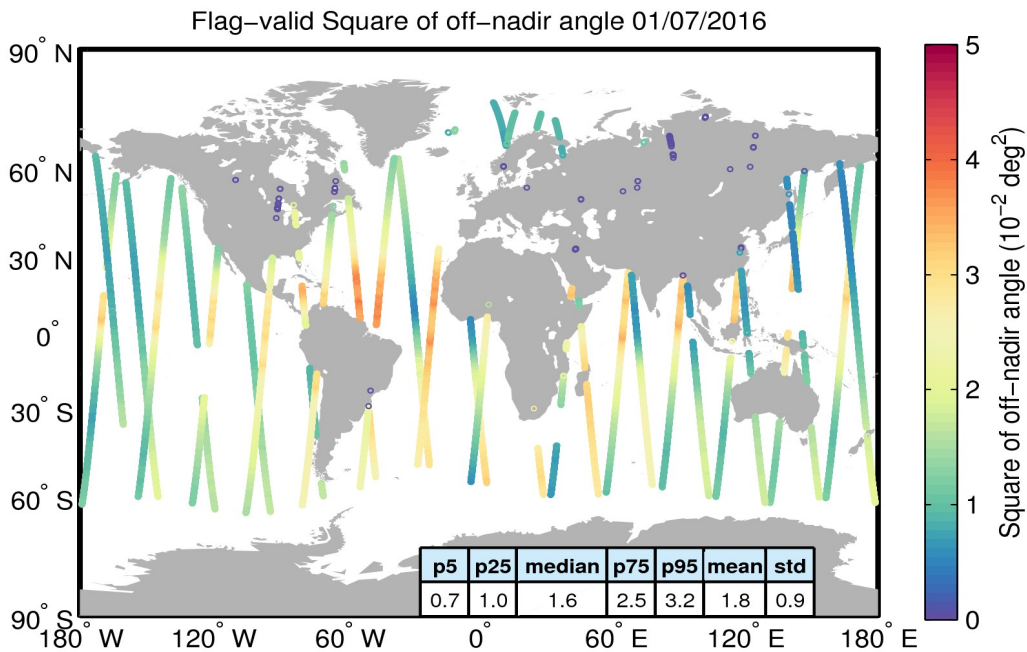 Flag−valid Square of off−nadir angle 01/07/2016
90° N
60° N
30° N
0°
30° S
60° S
90° S
180° W
120° W
60° W
0°
60° E
120° E
180° E
p5 p25 median p75 p95 mean std
0.7 1.0 1.6 2.5 3.2 1.8 0.9
5
4
3
2
1
0
Square of off−nadir angle (10⁻² deg²)